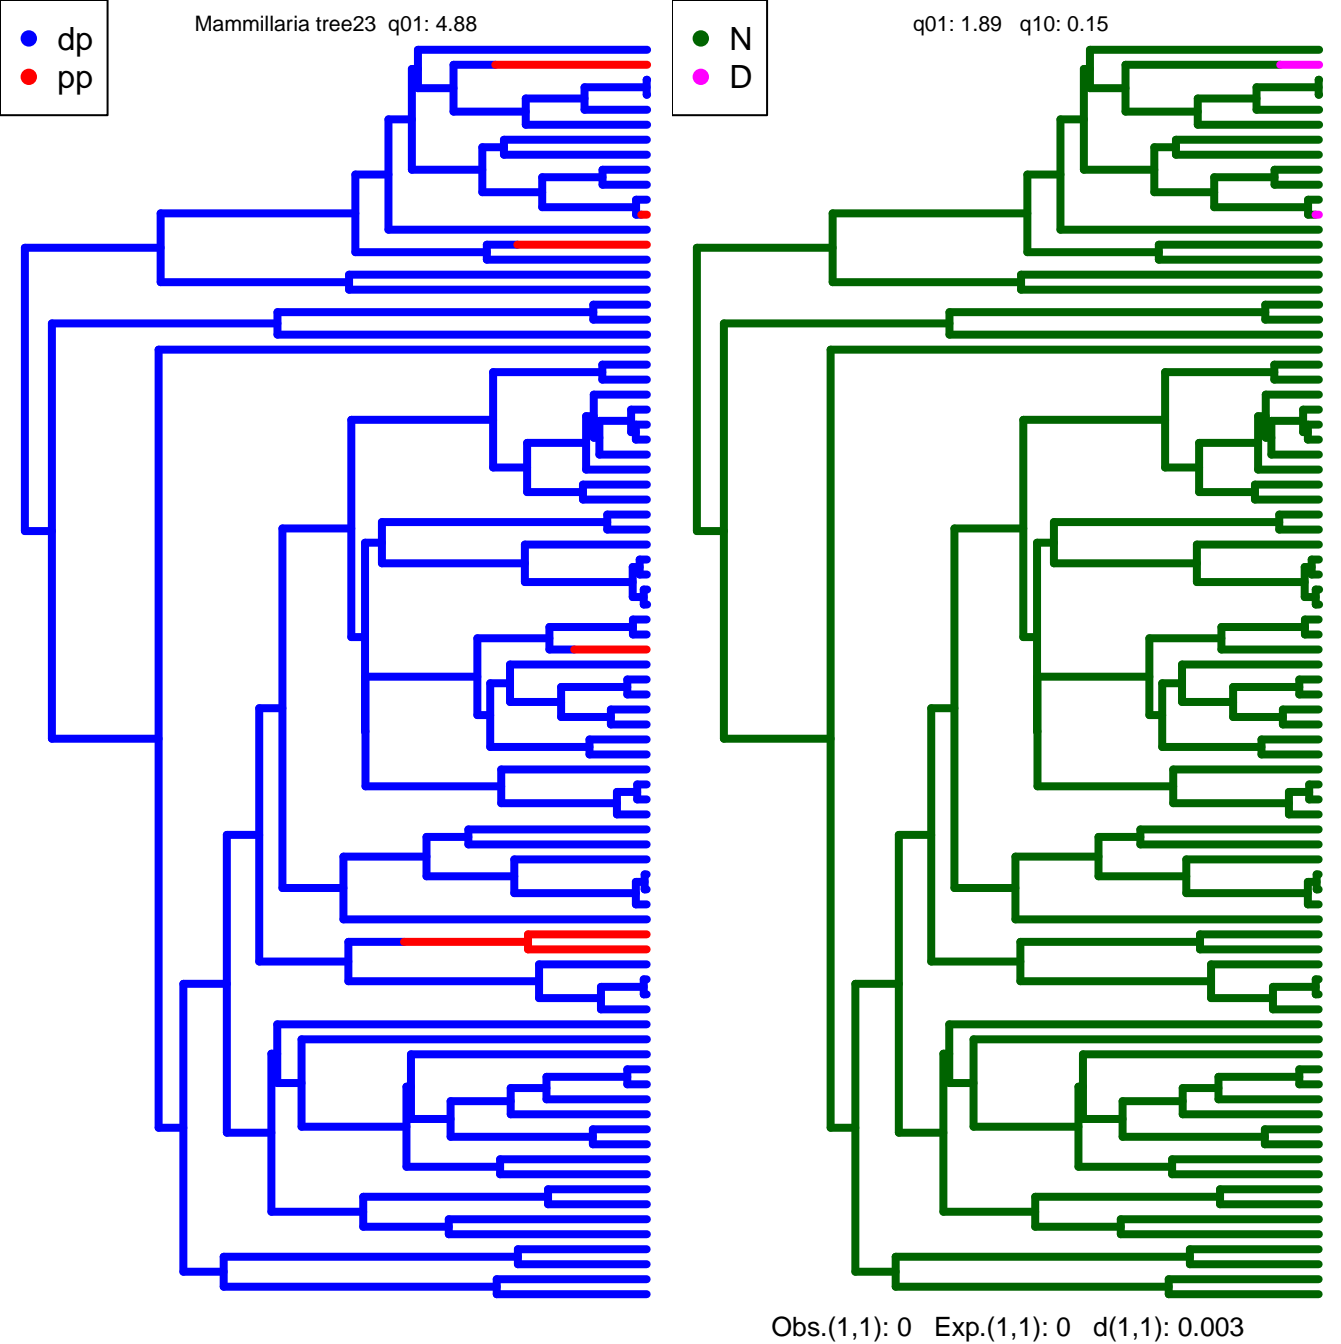 dp
pp
Mammillaria tree23  q01: 4.88
N
D
q01: 1.89   q10: 0.15
Obs.(1,1): 0   Exp.(1,1): 0   d(1,1): 0.003